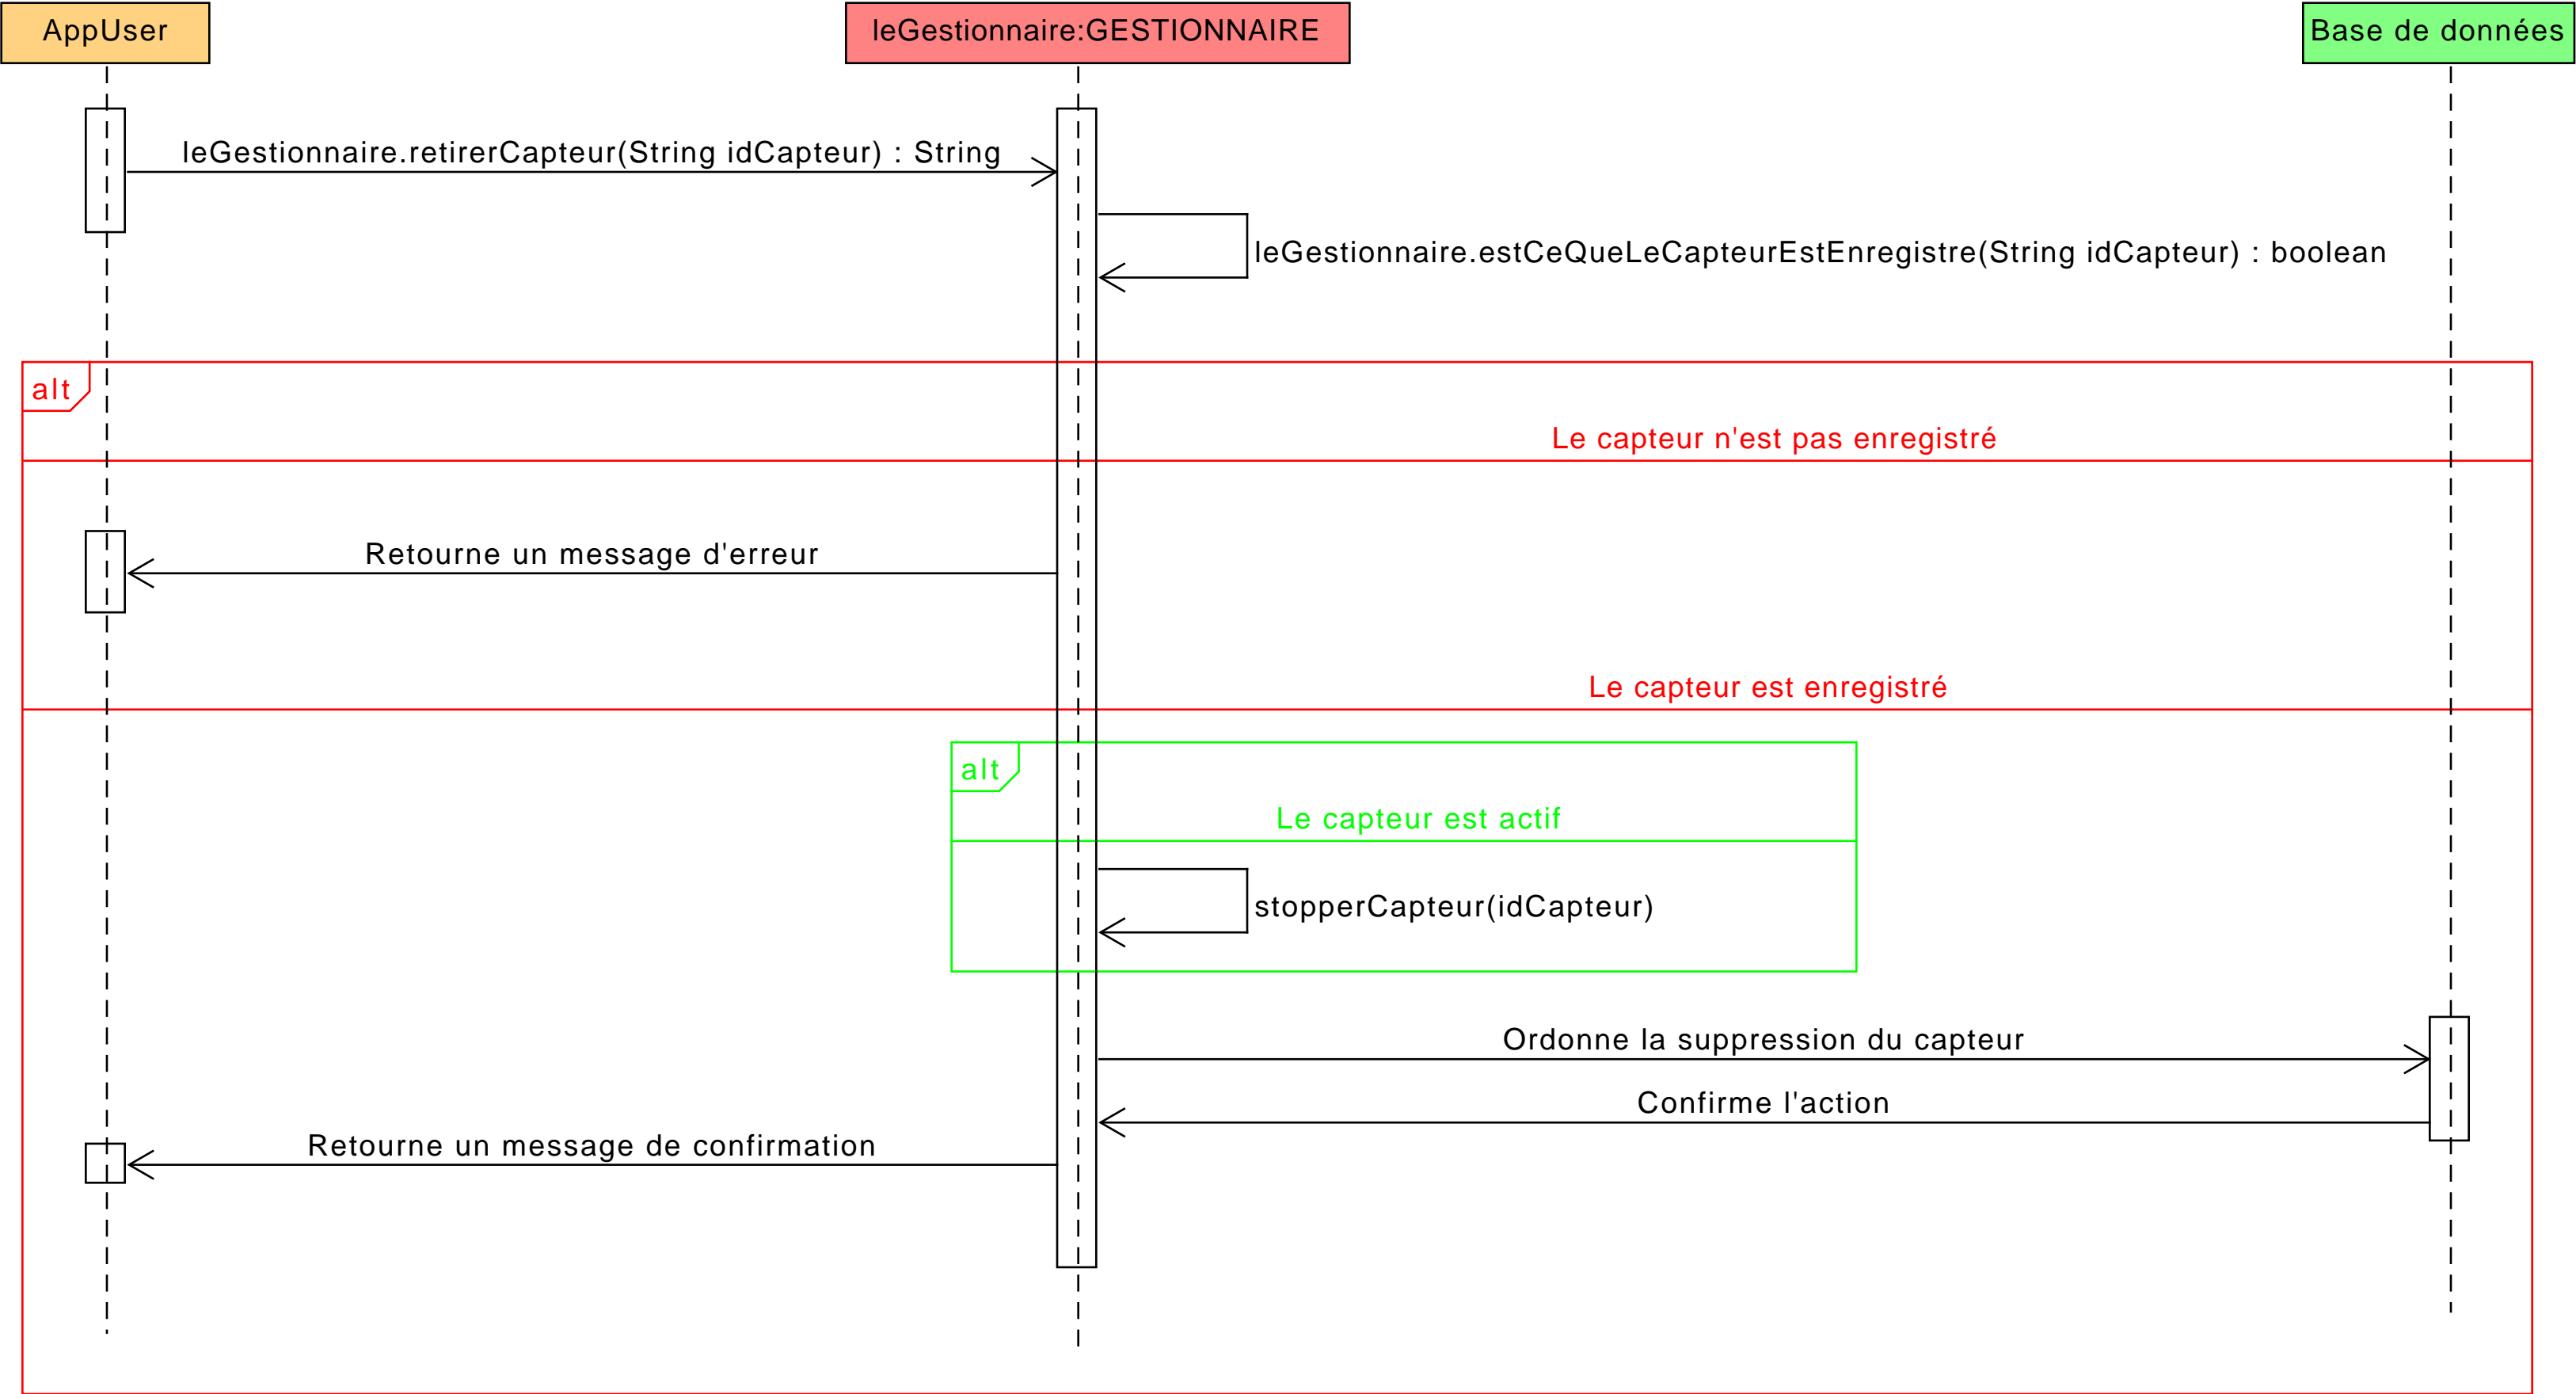 AppUser
leGestionnaire:GESTIONNAIRE
Base de données
leGestionnaire.retirerCapteur(String idCapteur) : String
leGestionnaire.estCeQueLeCapteurEstEnregistre(String idCapteur) : boolean
alt
Le capteur n'est pas enregistré
Retourne un message d'erreur
Le capteur est enregistré
alt
Le capteur est actif
stopperCapteur(idCapteur)
Ordonne la suppression du capteur
Confirme l'action
Retourne un message de confirmation